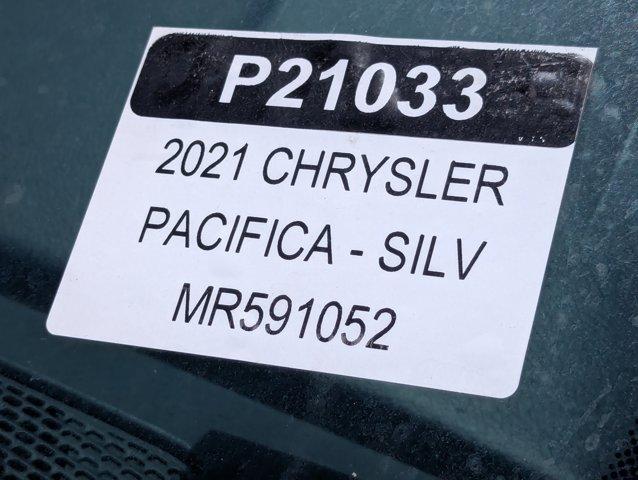 P21033
2021 CHRYSLER
PACIFICA - SILV
MR591052